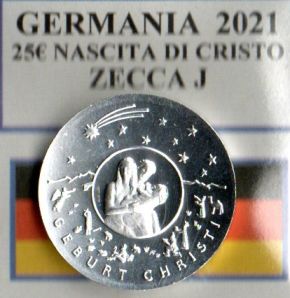 GERMANIA 2021
25€ NASCITA DI CRISTO
ZECCA J
GEBURT CHRISTI